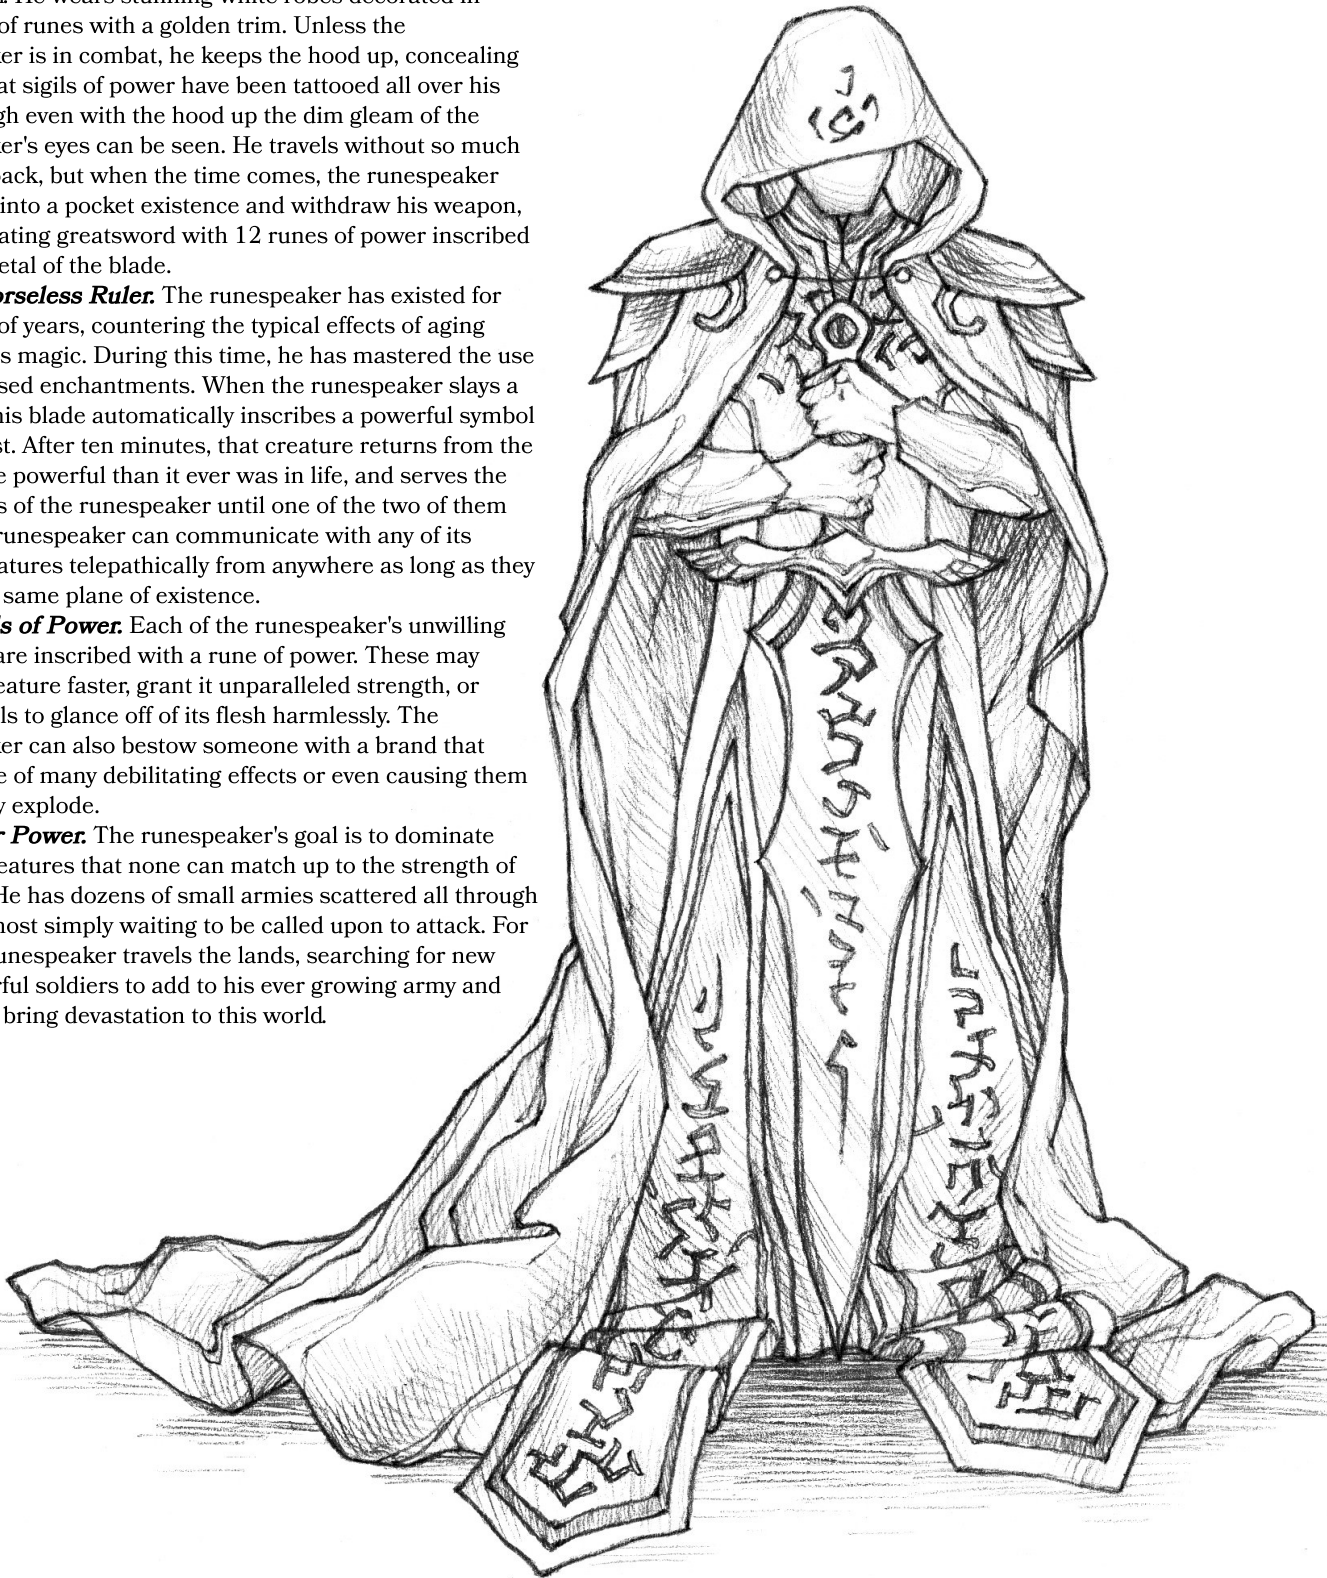 He wears stunning white robes decorated in
of runes with a golden trim. Unless the
ker is in combat, he keeps the hood up, concealing
at sigils of power have been tattooed all over his
gh even with the hood up the dim gleam of the
ker's eyes can be seen. He travels without so much
pack, but when the time comes, the runespeaker
into a pocket existence and withdraw his weapon,
ating greatsword with 12 runes of power inscribed
etal of the blade.
orseless Ruler. The runespeaker has existed for
of years, countering the typical effects of aging
s magic. During this time, he has mastered the use
sed enchantments. When the runespeaker slays a
his blade automatically inscribes a powerful symbol
st. After ten minutes, that creature returns from the
e powerful than it ever was in life, and serves the
s of the runespeaker until one of the two of them
runespeaker can communicate with any of its
atures telepathically from anywhere as long as they
same plane of existence.
ls of Power. Each of the runespeaker's unwilling
are inscribed with a rune of power. These may
eature faster, grant it unparalleled strength, or
ls to glance off of its flesh harmlessly. The
ker can also bestow someone with a brand that
e of many debilitating effects or even causing them
y explode.
r Power. The runespeaker's goal is to dominate
eatures that none can match up to the strength of
He has dozens of small armies scattered all through
most simply waiting to be called upon to attack. For
unespeaker travels the lands, searching for new
rful soldiers to add to his ever growing army and
bring devastation to this world.